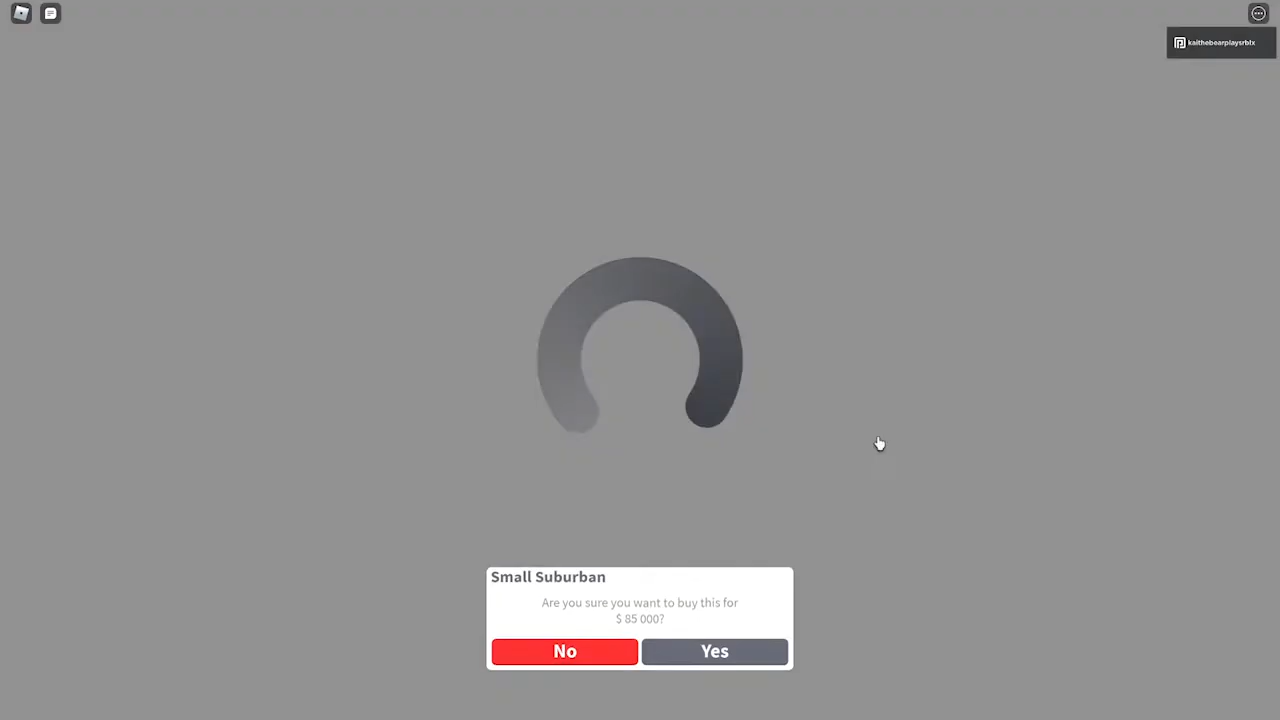 kaithebearplaysrblx
Small Suburban
Are you sure you want to buy this for
$ 85 000?
No
Yes